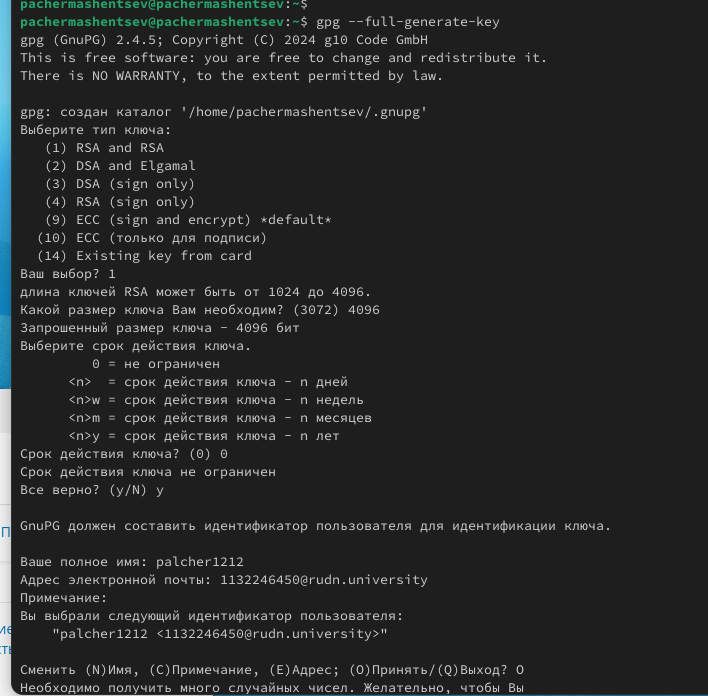 pachermashentsev@pachermashentsev:~$
pachermashentsev@pachermashentsev:~$ gpg --full-generate-key
gpg (GnuPG) 2.4.5; Copyright (C) 2024 g10 Code GmbH
This is free software: you are free to change and redistribute it.
There is NO WARRANTY, to the extent permitted by law.

gpg: создан каталог '/home/pachermashentsev/.gnupg'
Выберите тип ключа:
   (1) RSA and RSA
   (2) DSA and Elgamal
   (3) DSA (sign only)
   (4) RSA (sign only)
   (9) ECC (sign and encrypt) *default*
  (10) ECC (только для подписи)
  (14) Existing key from card
Ваш выбор? 1
длина ключей RSA может быть от 1024 до 4096.
Какой размер ключа Вам необходим? (3072) 4096
Запрошенный размер ключа - 4096 бит
Выберите срок действия ключа.
         0 = не ограничен
      <n>  = срок действия ключа - n дней
      <n>w = срок действия ключа - n недель
      <n>m = срок действия ключа - n месяцев
      <n>y = срок действия ключа - n лет
Срок действия ключа? (0) 0
Срок действия ключа не ограничен
Все верно? (y/N) y

GnuPG должен составить идентификатор пользователя для идентификации ключа.

Ваше полное имя: palcher1212
Адрес электронной почты: 1132246450@rudn.university
Примечание:
Вы выбрали следующий идентификатор пользователя:
    "palcher1212 <1132246450@rudn.university>"

Сменить (N)Имя, (C)Примечание, (E)Адрес; (O)Принять/(Q)Выход? O
Необходимо получить много случайных чисел. Желательно, чтобы Вы